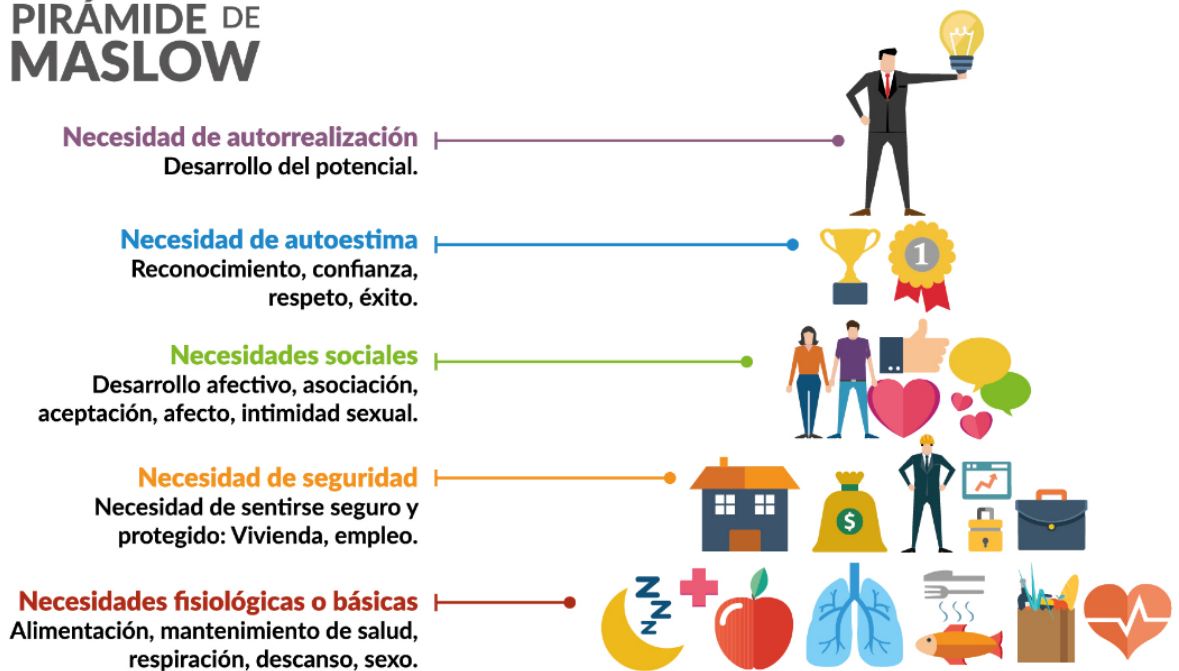 PIRÁMIDE DE
MASLOW
Necesidad de autorrealización
Desarrollo del potencial.
Necesidad de autoestima
Reconocimiento, confianza,
respeto, éxito.
1
Necesidades sociales
Desarrollo afectivo, asociación,
aceptación, afecto, intimidad sexual.
Necesidad de seguridad
Necesidad de sentirse seguro y
protegido: Vivienda, empleo.
$
Necesidades fisiológicas o básicas
Alimentación, mantenimiento de salud,
respiración, descanso, sexo.
Z
Z
Z